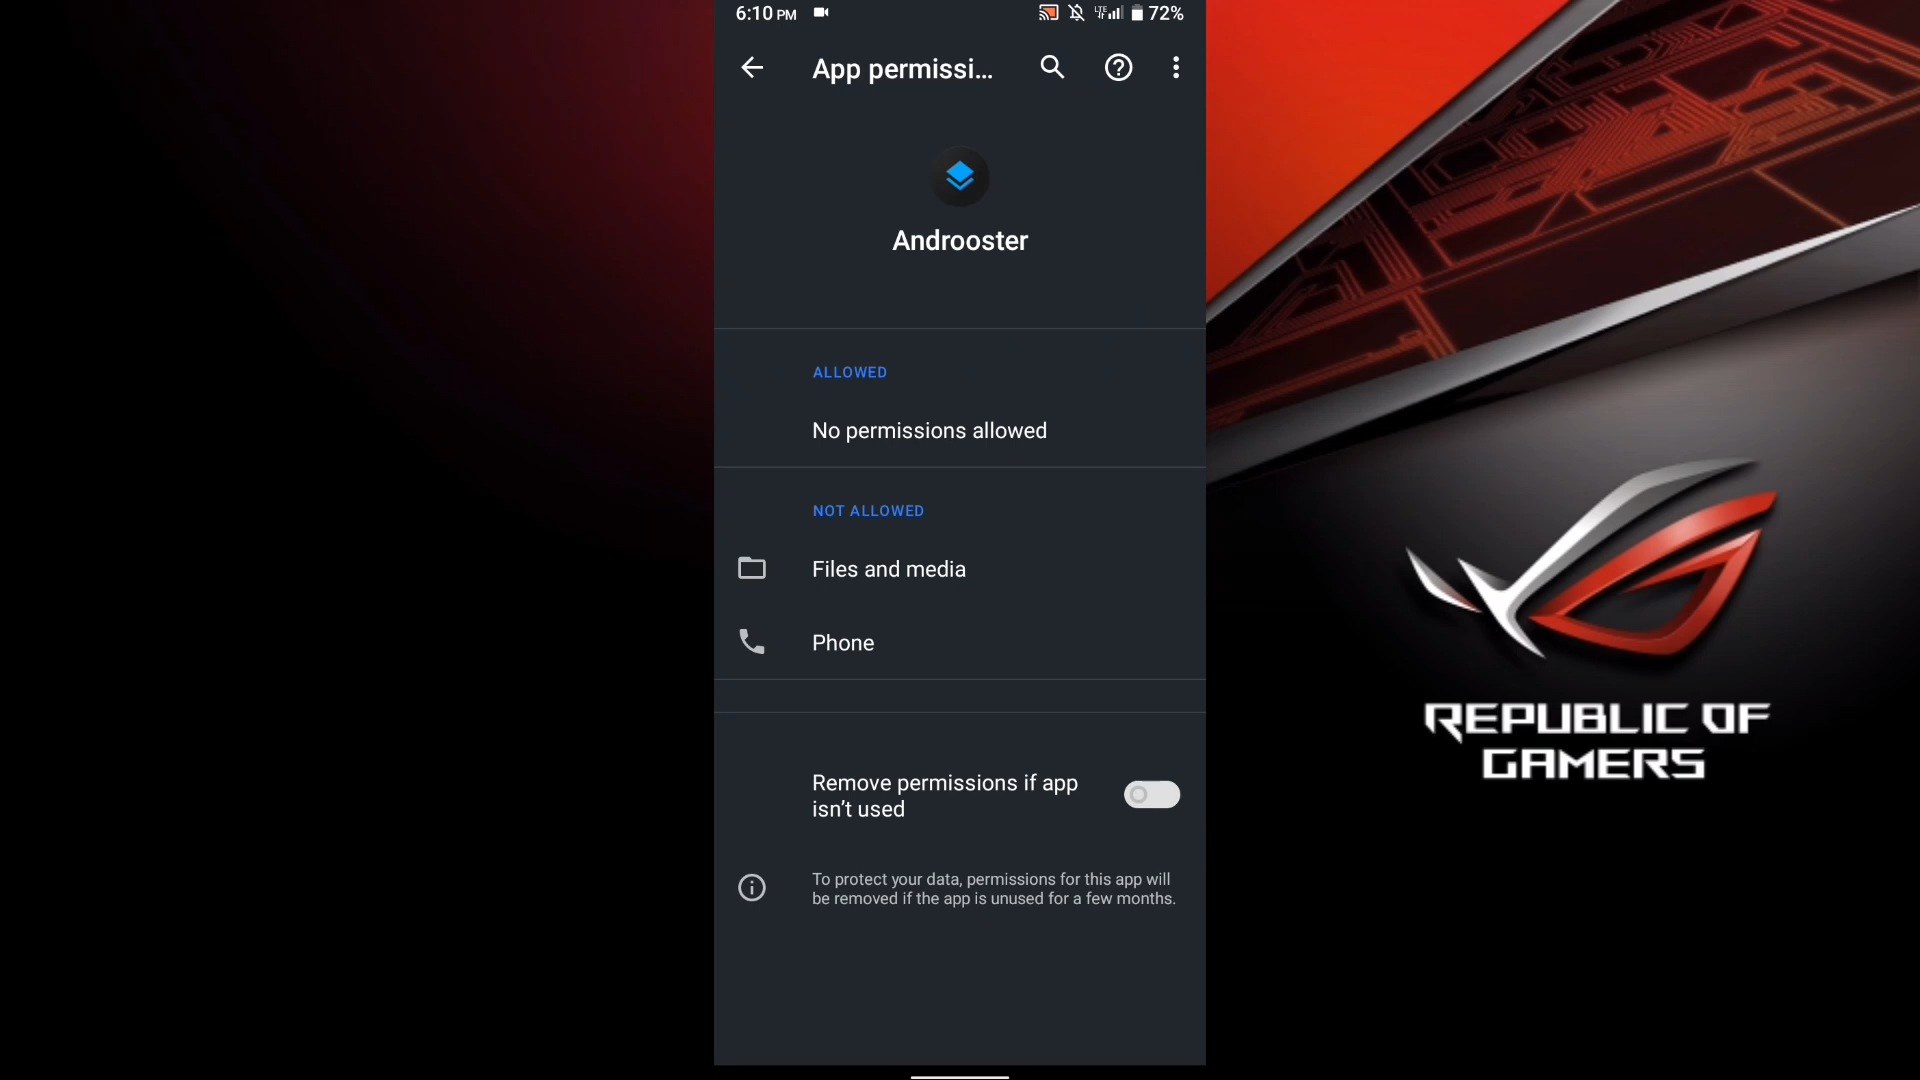 6:10 PM
LTE
72%
App permissi...
Androoster
ALLOWED
No permissions allowed
NOT ALLOWED
Files and media
Phone
Remove permissions if app
isn't used
To protect your data, permissions for this app will
be removed if the app is unused for a few months.
REPUBLIC OF
GAMERS